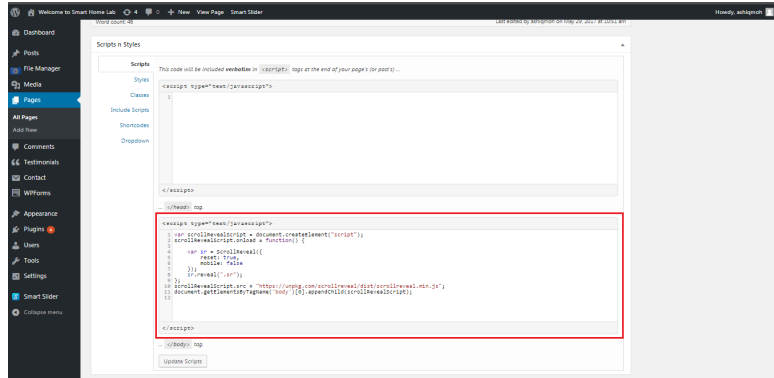 Welcome to Smart Home Lab 4 0 + New View Page Smart Slider Howdy, ashiqmoh
Word count: 46 Last edited by ashiqmoh on May 29, 2017 at 10:51 am
Dashboard
Posts
File Manager
Media
Pages
All Pages
Add New
Comments
Testimonials
Contact
WPForms
Appearance
Plugins
Users
Tools
Settings
Smart Slider
Collapse menu
Scripts n Styles
Scripts
Styles
Classes
Include Scripts
Shortcodes
Dropdown
This code will be included verbatim in <script> tags at the end of your page's (or post's) ...
<script type="text/javascript">
1
</script>
... </head> tag.
<script type="text/javascript">
1 var scrollRevealScript = document.createElement("script");
2 scrollRevealScript.onload = function() {
3
4 var sr = ScrollReveal({
5 reset: true,
6 mobile: false
7 });
8 sr.reveal(".sr");
9 };
10 scrollRevealScript.src = "https://unpkg.com/scrollreveal/dist/scrollreveal.min.js";
11 document.getElementsByTagName('body')[0].appendChild(scrollRevealScript);
12
</script>
... </body> tag.
Update Scripts